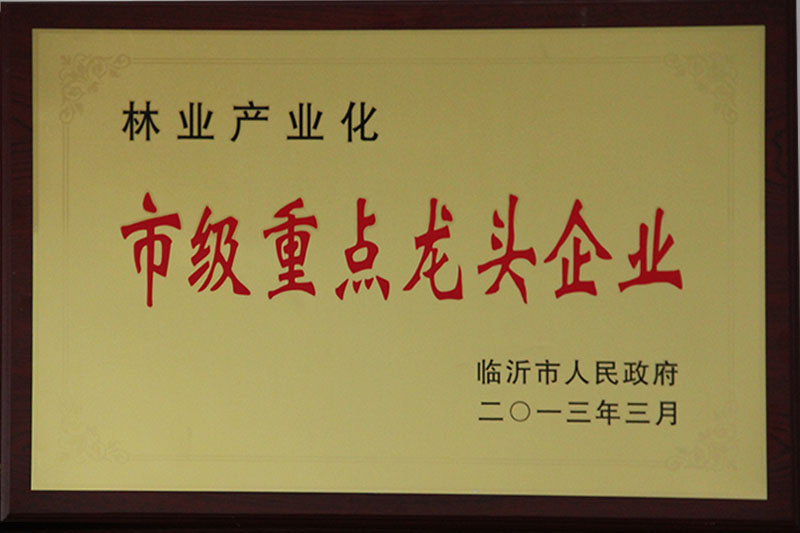 林业产业化
市级重点龙头企业
临沂市人民政府
二〇一三年三月